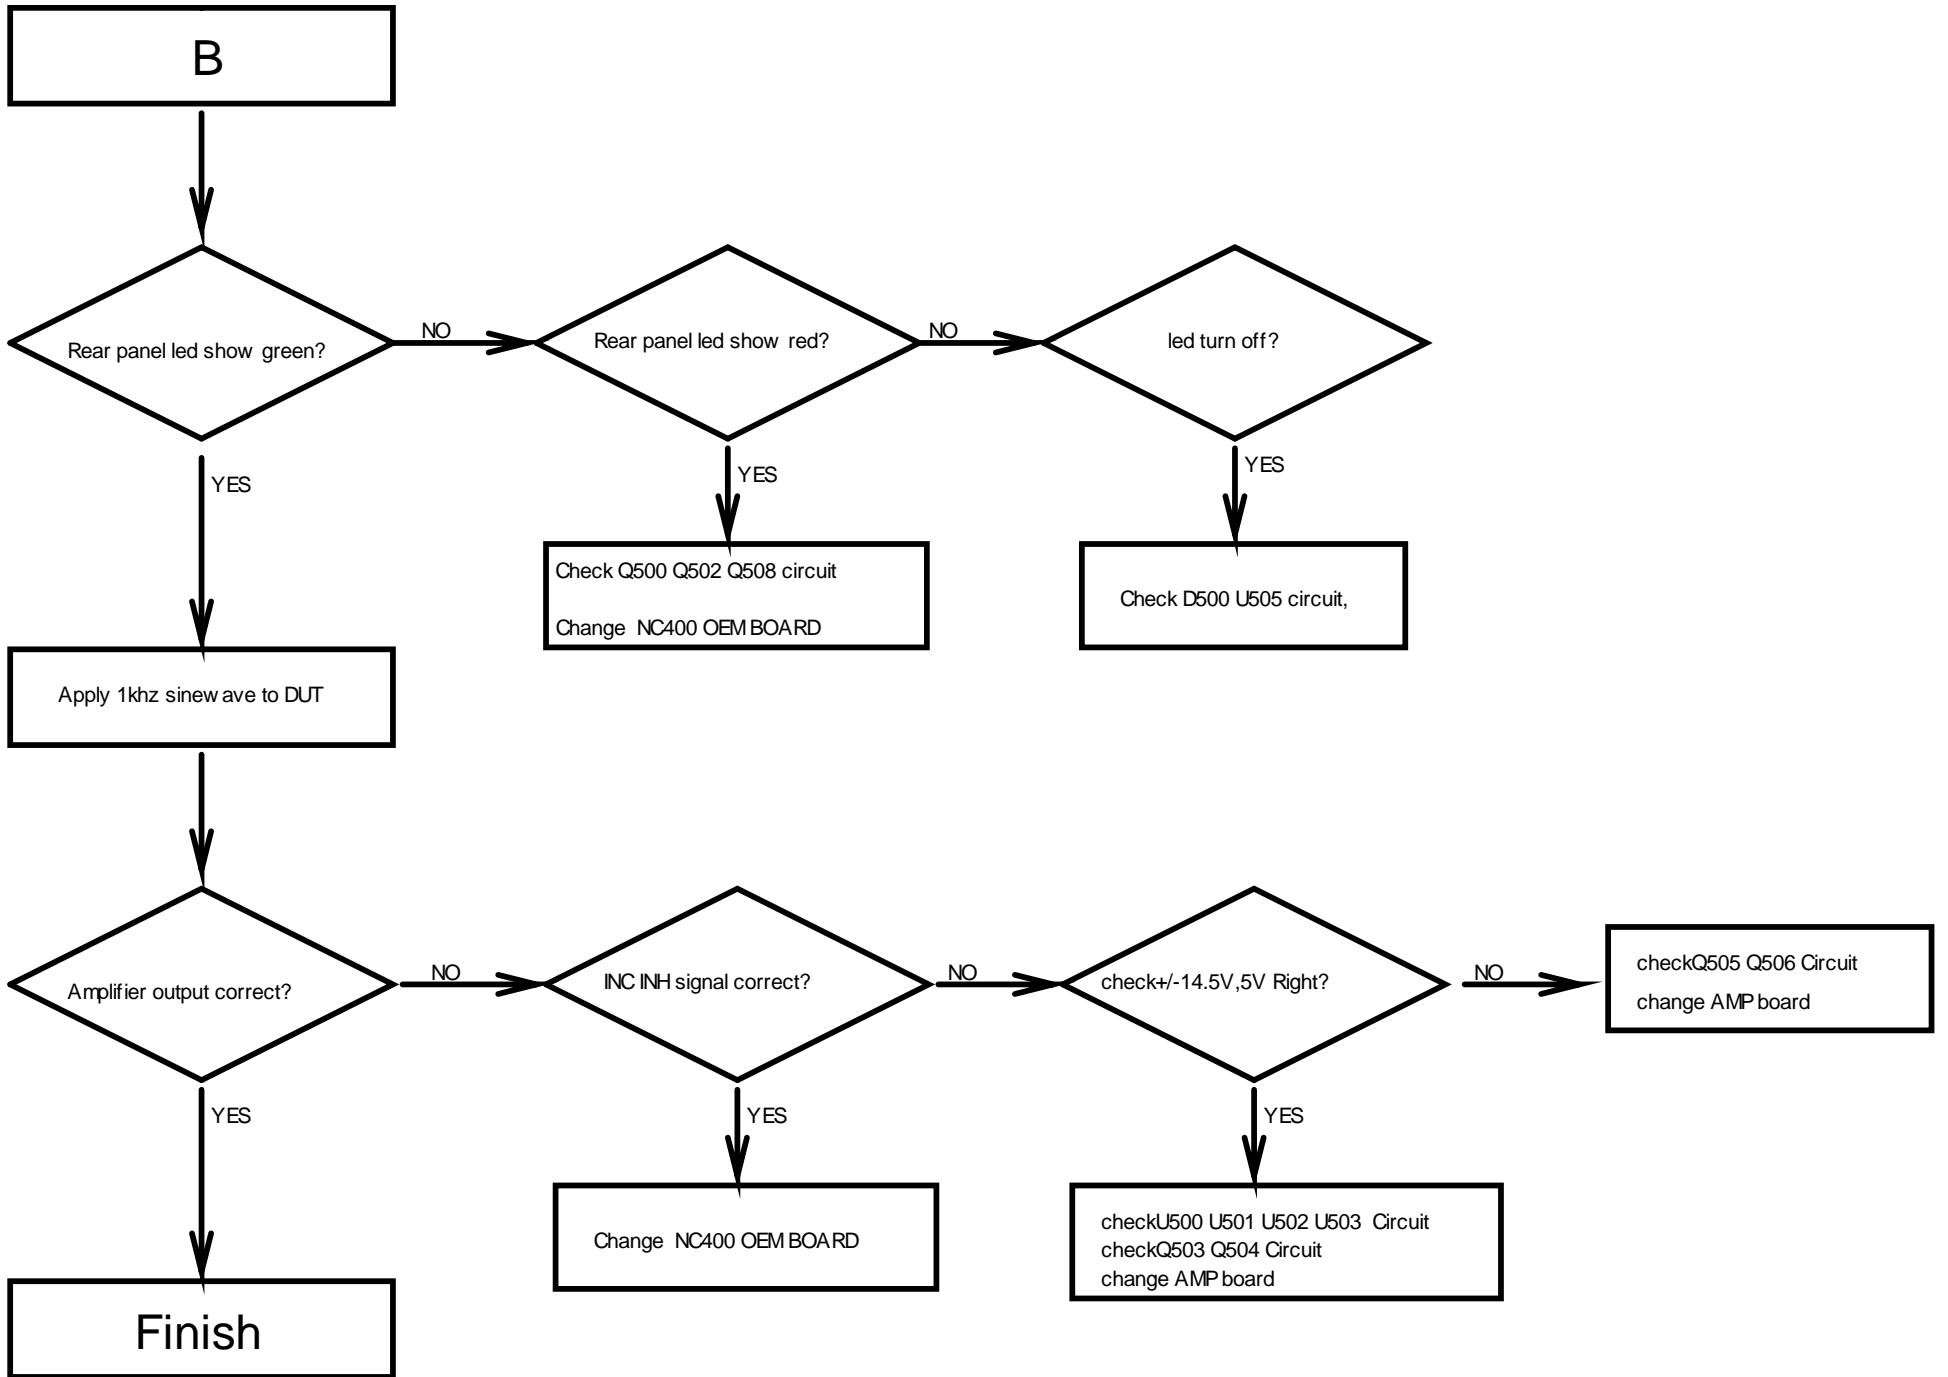 B
Rear panel led show green?
NO
Rear panel led show red?
NO
led turn off?
YES
YES
YES
Check Q500 Q502 Q508 circuit
Change NC400 OEM BOARD
Check D500 U505 circuit,
Apply 1khz sinewave to DUT
Amplifier output correct?
NO
INC INH signal correct?
NO
check+/-14.5V,5V Right?
NO
checkQ505 Q506 Circuit
change AMP board
YES
YES
YES
Change NC400 OEM BOARD
checkU500 U501 U502 U503 Circuit
checkQ503 Q504 Circuit
change AMP board
Finish